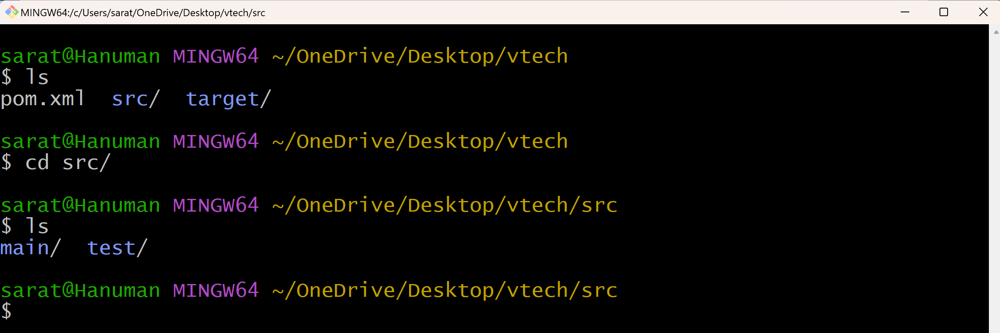 MINGW64:/c/Users/sarat/OneDrive/Desktop/vtech/src
sarat@Hanuman MINGW64 ~/OneDrive/Desktop/vtech
$ ls
pom.xml  src/  target/
sarat@Hanuman MINGW64 ~/OneDrive/Desktop/vtech
$ cd src/
sarat@Hanuman MINGW64 ~/OneDrive/Desktop/vtech/src
$ ls
main/  test/
sarat@Hanuman MINGW64 ~/OneDrive/Desktop/vtech/src
$